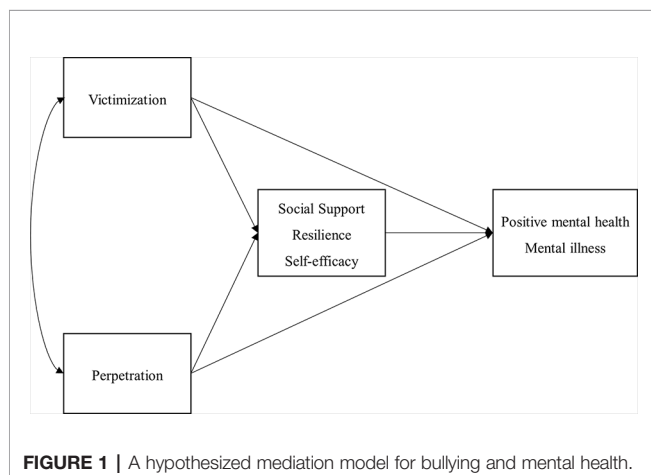 Victimization
Social Support
Resilience
Self-efficacy
Positive mental health
Mental illness
Perpetration
FIGURE 1 | A hypothesized mediation model for bullying and mental health.